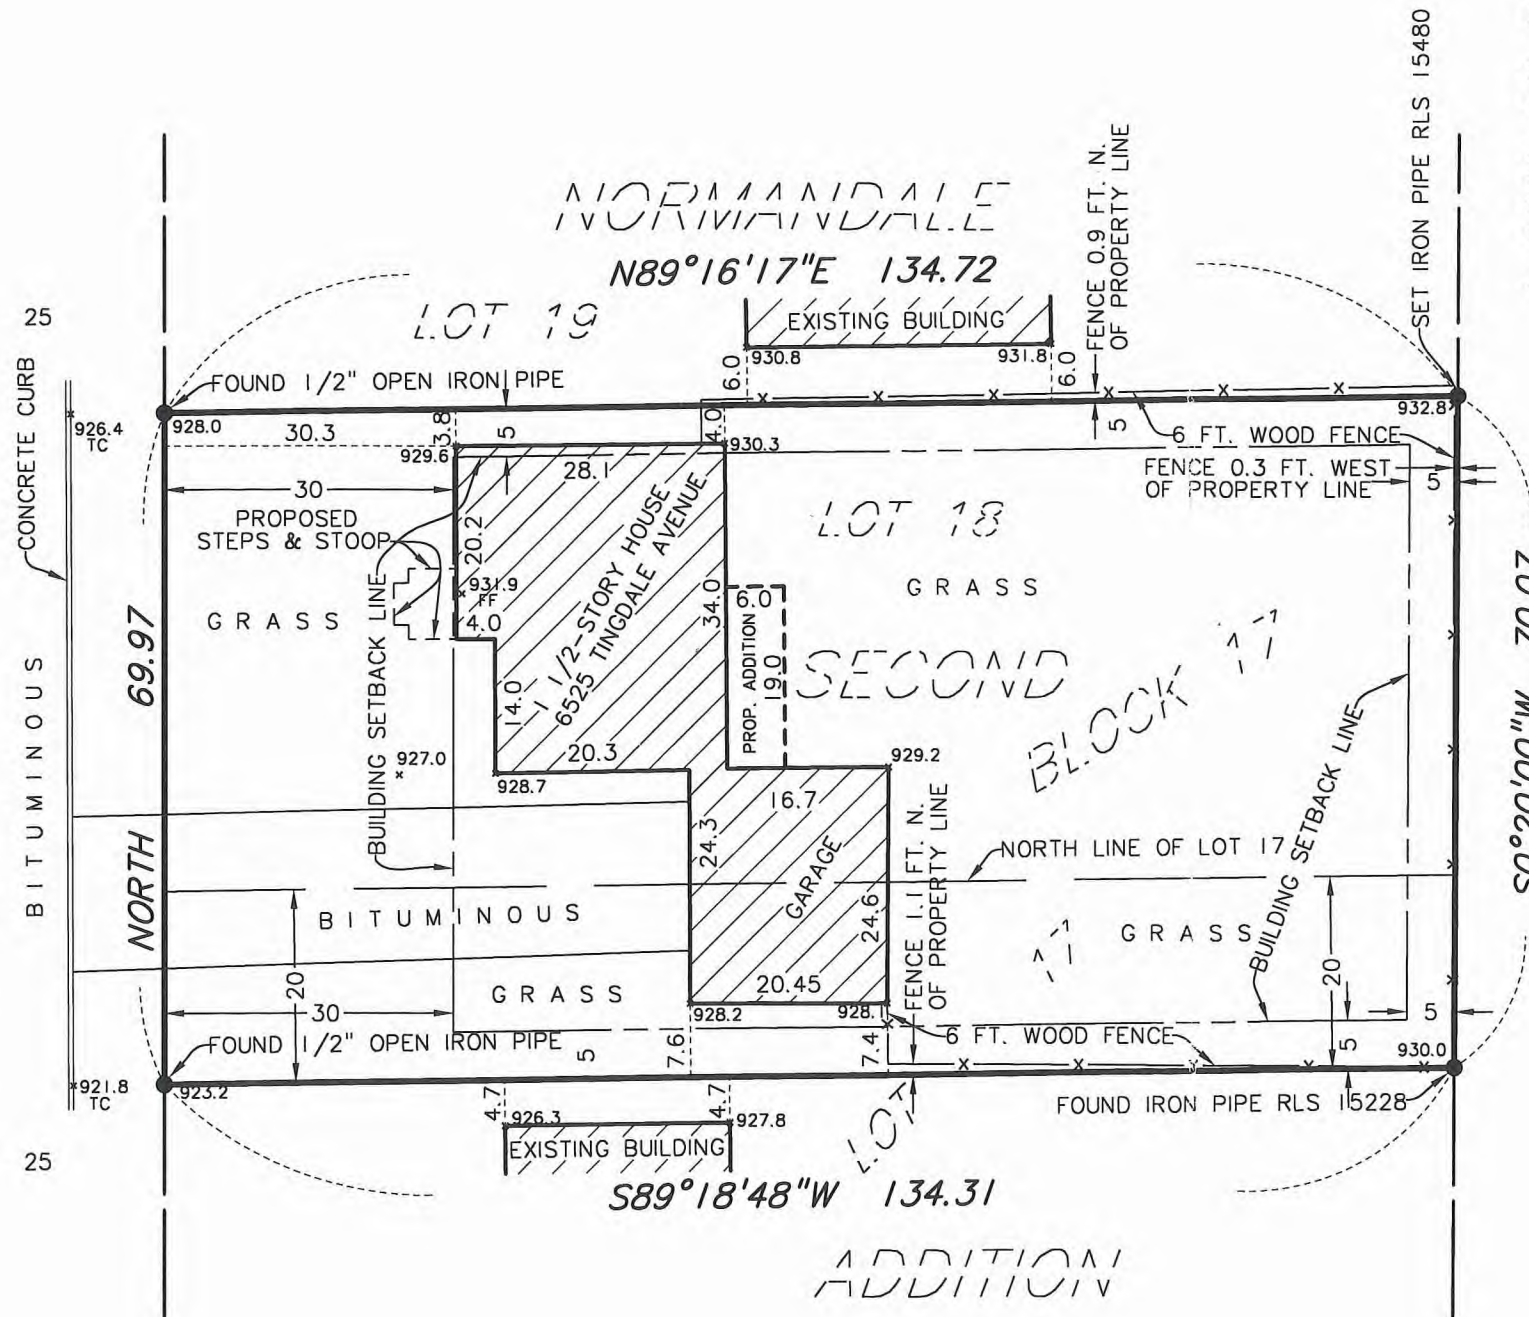 SET IRON PIPE RLS 15480
FENCE 0.9 FT. N.
OF PROPERTY LINE
NORMANDALE
N89°16'17"E 134.72
25
LOT 19
EXISTING BUILDING
930.8
931.8
6.0
6.0
CONCRETE CURB
FOUND 1/2" OPEN IRON PIPE
926.4
TC
928.0
30.3
3.8
5
4.0
930.3
5
932.8
6 FT. WOOD FENCE
929.6
28.1
FENCE 0.3 FT. WEST
OF PROPERTY LINE
5
30
PROPOSED
STEPS & STOOP
20.2
LOT 18
GRASS
GRASS
931.9
FF
4.0
1 1/2-STORY HOUSE
6525 TINGDALE AVENUE
34.0
6.0
PROP. ADDITION
19.0
SECOND
BLOCK 17
69.97
BUILDING SETBACK LINE
14.0
20.3
927.0
928.7
929.2
16.7
BITUMINOUS
NORTH
24.3
GARAGE
24.6
FENCE 1.1 FT. N.
OF PROPERTY LINE
NORTH LINE OF LOT 17
BUILDING SETBACK LINE
BITUMINOUS
17
GRASS
20
20
GRASS
20.45
30
928.2
928.
5
FOUND 1/2" OPEN IRON PIPE
5
7.6
7.4
6 FT. WOOD FENCE
5
930.0
921.8
TC
923.2
4.7
4.7
926.3
927.8
LOT
FOUND IRON PIPE RLS 15228
25
EXISTING BUILDING
S89°18'48"W 134.31
ADDITION